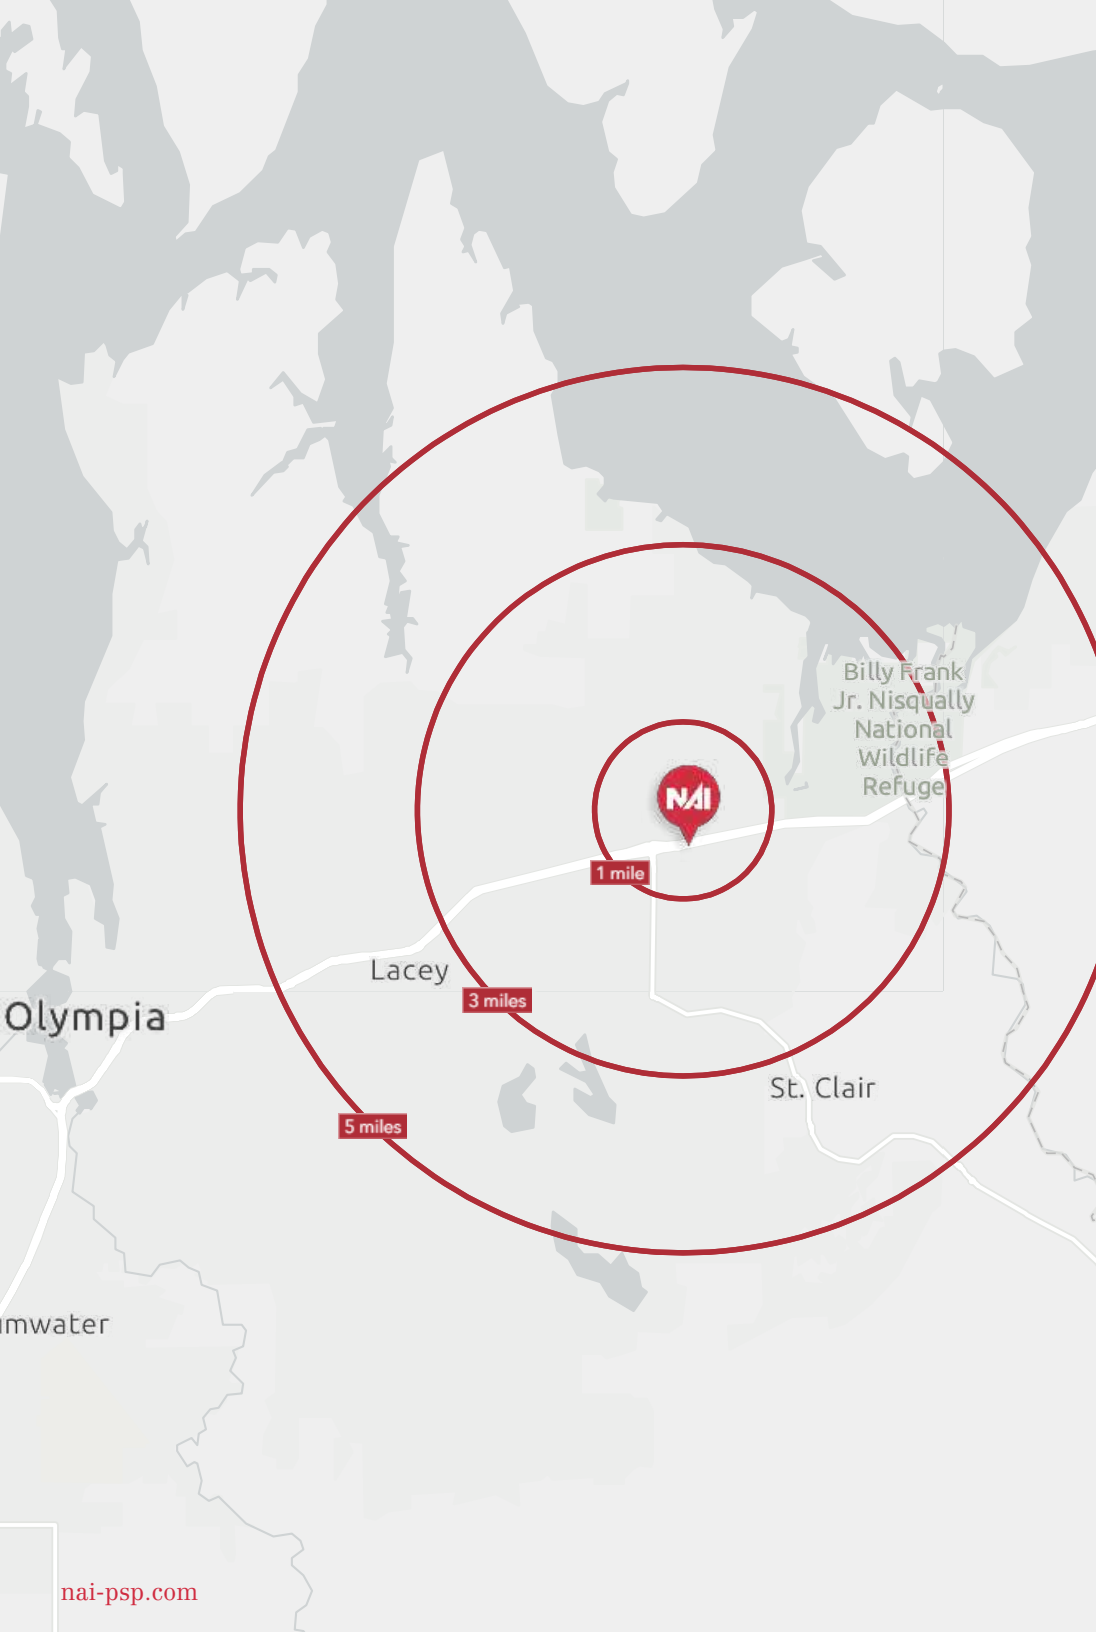 Billy Frank
Jr. Nisqually
National
Wildlife
Refuge
NAI
1 mile
Lacey
3 miles
Olympia
St. Clair
5 miles
mwater
nai-psp.com